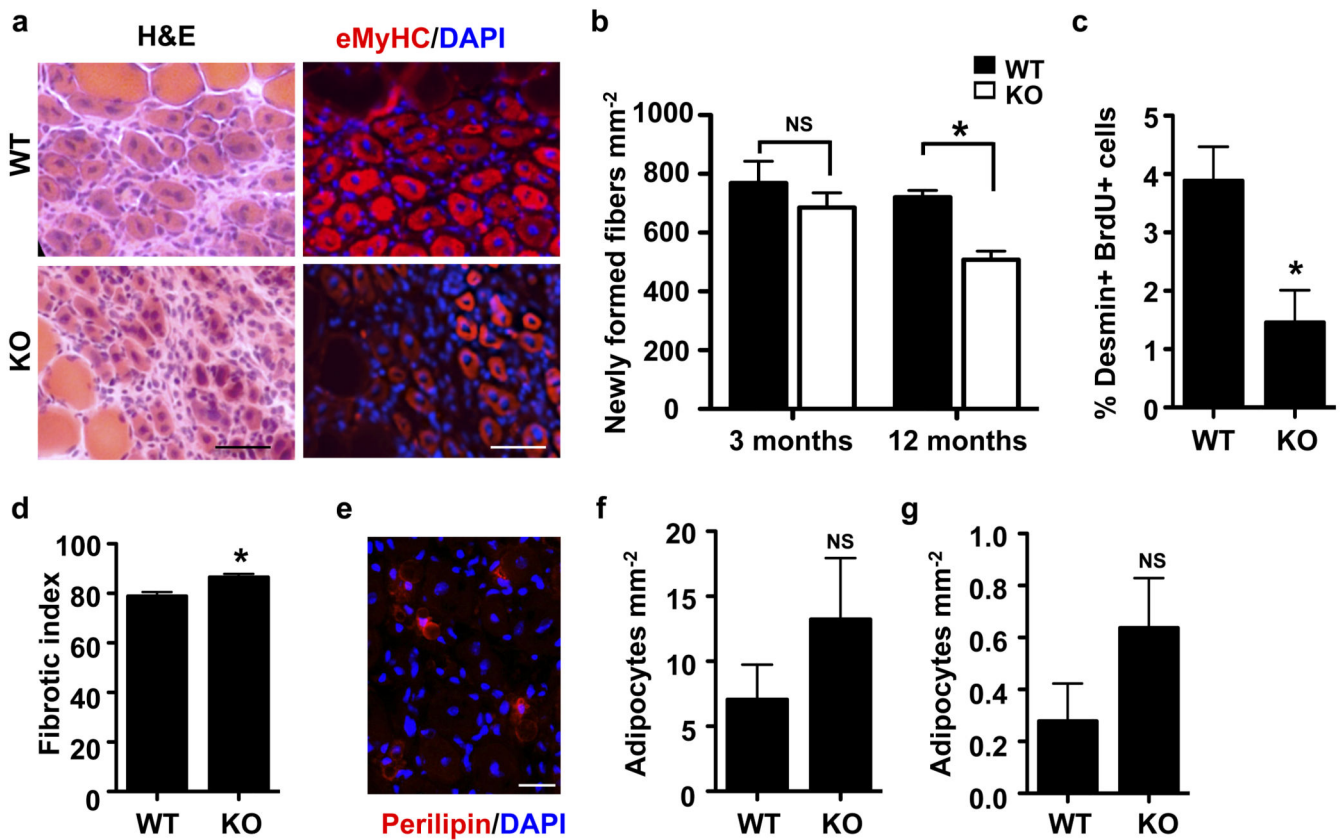 a
H&E
eMyHC/DAPI
WT
KO
b
WT
KO
Newly formed fibers mm-2
1000
800
600
400
200
0
NS
*
3 months
12 months
c
% Desmin+ BrdU+ cells
5
4
3
2
1
0
*
WT
KO
d
Fibrotic index
100
80
60
40
20
0
*
WT
KO
e
Perilipin/DAPI
f
Adipocytes mm-2
20
15
10
5
0
NS
WT
KO
g
Adipocytes mm-2
1.0
0.8
0.6
0.4
0.2
0.0
NS
WT
KO